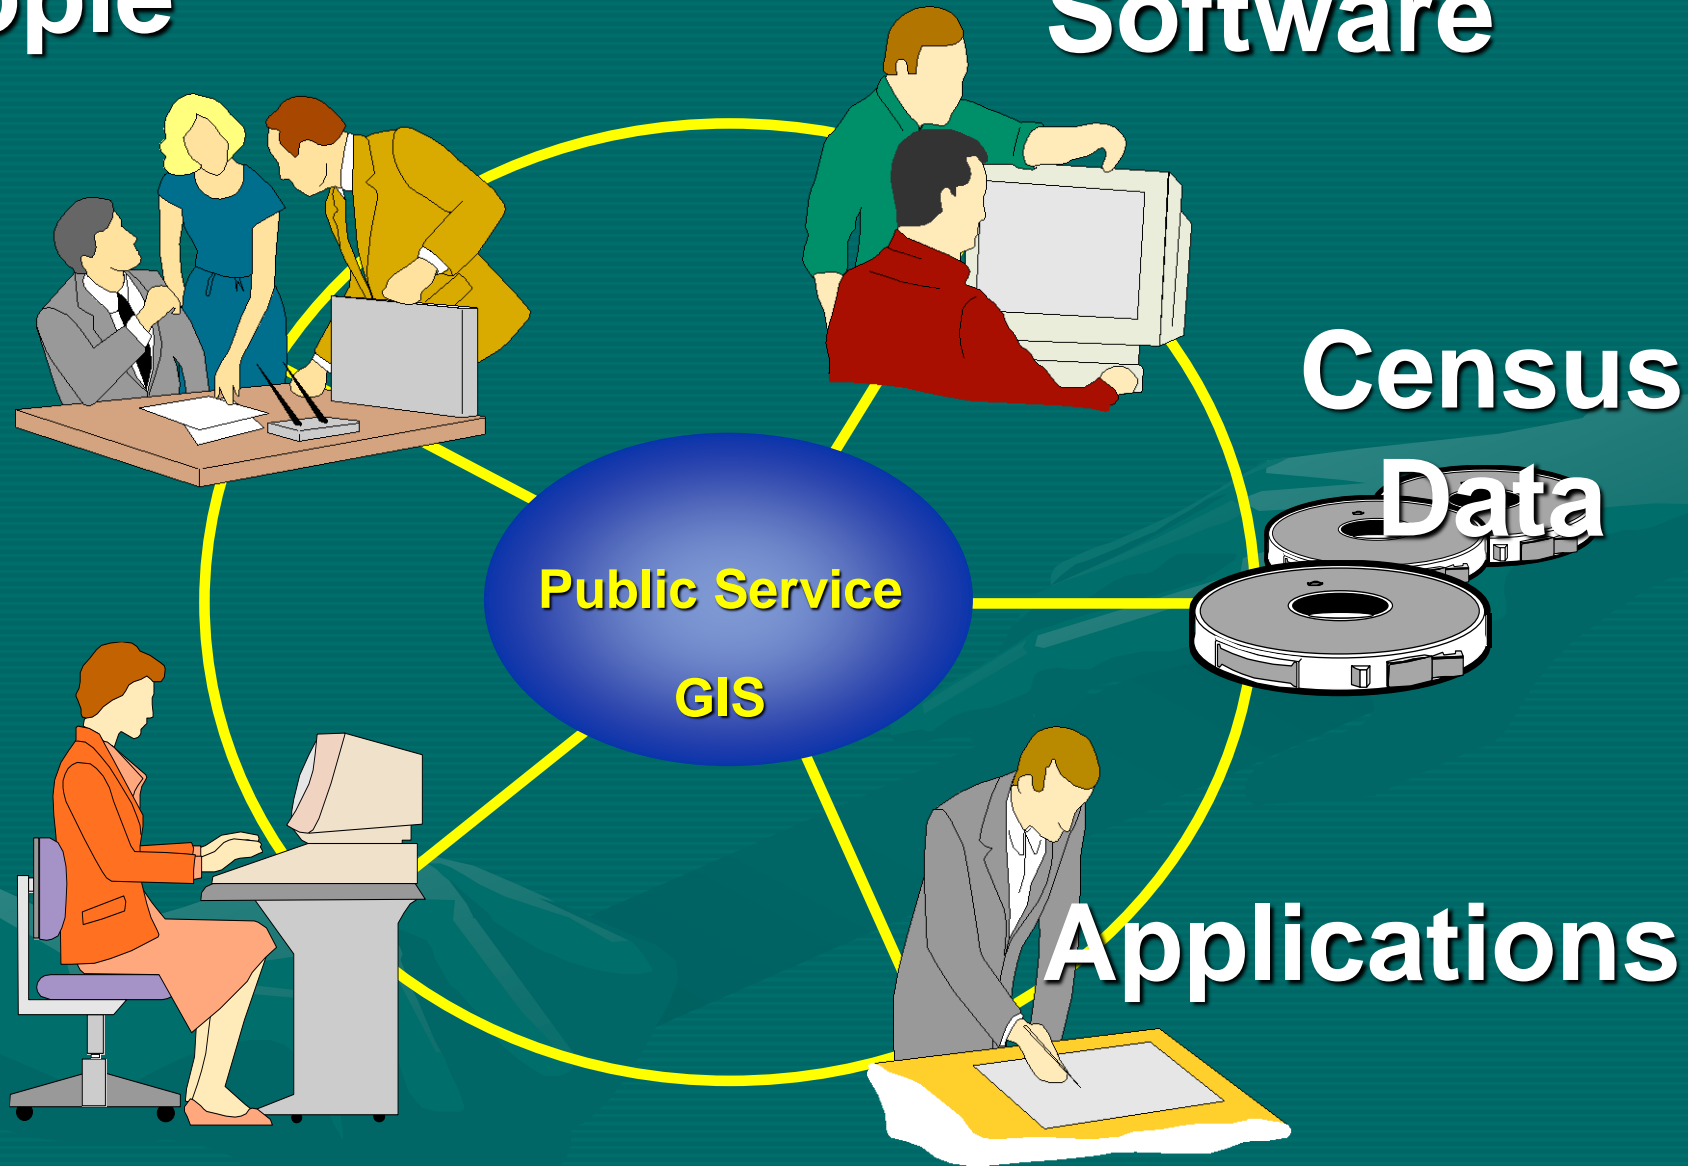 Software
Census
Data
Public Service
GIS
Applications